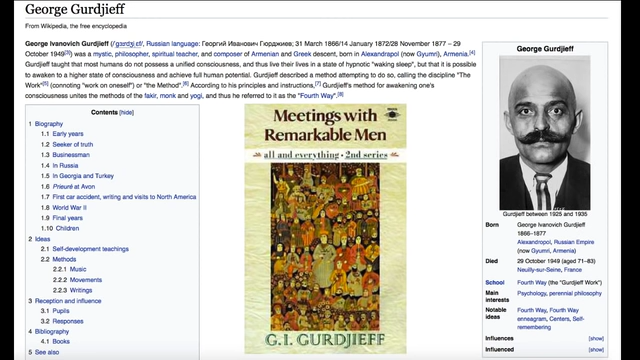 George Gurdjieff
From Wikipedia, the free encyclopedia
George Ivanovich Gurdjieff (/ˈɡɜːrdʒiˌɛf/, Russian language: Георгий Иванович Гюрджиев; 31 March 1866/14 January 1872/28 November 1877 – 29
October 1949)[3]) was a mystic, philosopher, spiritual teacher, and composer of Armenian and Greek descent, born in Alexandropol (now Gyumri), Armenia.[4]
Gurdjieff taught that most humans do not possess a unified consciousness, and thus live their lives in a state of hypnotic "waking sleep", but that it is possible
to awaken to a higher state of consciousness and achieve full human potential. Gurdjieff described a method attempting to do so, calling the discipline "The
Work"[5] (connoting "work on oneself") or "the Method".[6] According to his principles and instructions,[7] Gurdjieff's method for awakening one's
consciousness unites the methods of the fakir, monk and yogi, and thus he referred to it as the "Fourth Way".[8]
Contents [hide]
1 Biography
1.1 Early years
1.2 Seeker of truth
1.3 Businessman
1.4 In Russia
1.5 In Georgia and Turkey
1.6 Prieuré at Avon
1.7 First car accident, writing and visits to North America
1.8 World War II
1.9 Final years
1.10 Children
2 Ideas
2.1 Self-development teachings
2.2 Methods
2.2.1 Music
2.2.2 Movements
2.2.3 Writings
3 Reception and influence
3.1 Pupils
3.2 Responses
4 Bibliography
4.1 Books
5 See also
Meetings with
Remarkable Men
all and everything • 2nd series
G.I. GURDJIEFF
George Gurdjieff
Gurdjieff between 1925 and 1935
Born George Ivanovich Gurdjieff
1866–1877
Alexandropol, Russian Empire
(now Gyumri, Armenia)
Died 29 October 1949 (aged 71–83)
Neuilly-sur-Seine, France
School Fourth Way (the "Gurdjieff Work")
Main interests Psychology, perennial philosophy
Notable ideas Fourth Way, Fourth Way
enneagram, Centers, Self-
remembering
Influences [show]
Influenced [show]